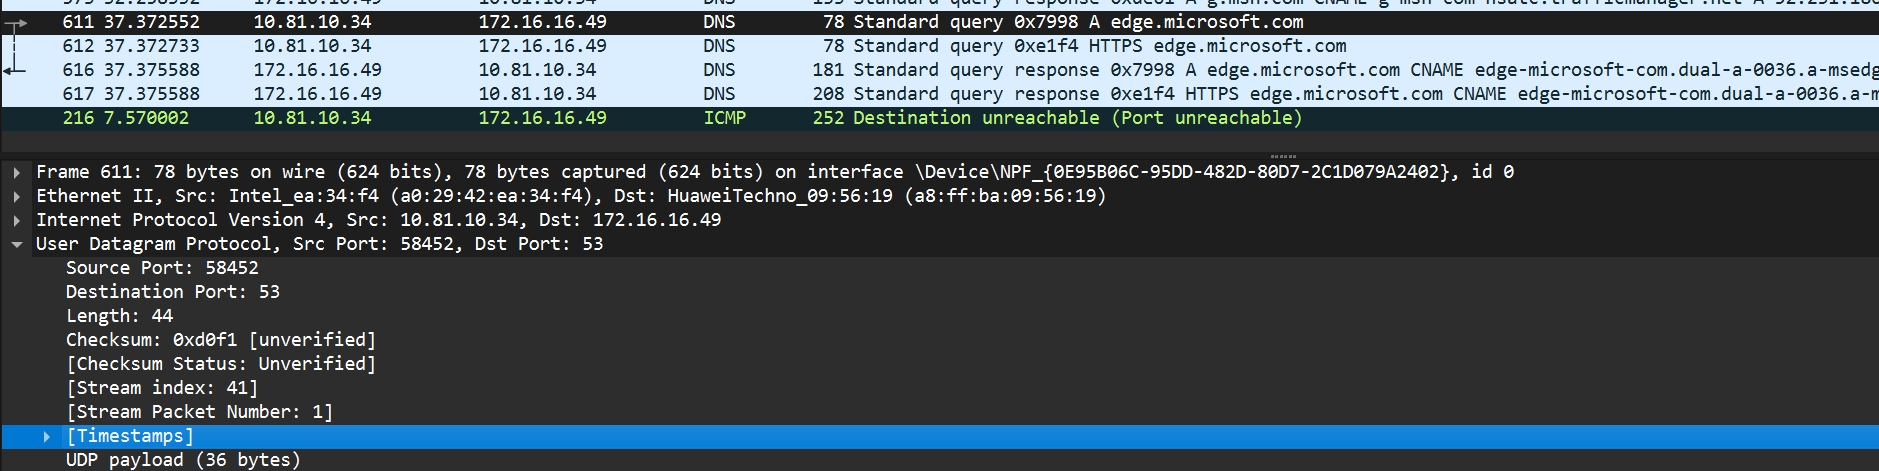 611 37.372552 10.81.10.34 172.16.16.49 DNS 78 Standard query 0x7998 A edge.microsoft.com
612 37.372733 10.81.10.34 172.16.16.49 DNS 78 Standard query 0xe1f4 HTTPS edge.microsoft.com
616 37.375588 172.16.16.49 10.81.10.34 DNS 181 Standard query response 0x7998 A edge.microsoft.com CNAME edge-microsoft-com.dual-a-0036.a-msedg
617 37.375588 172.16.16.49 10.81.10.34 DNS 208 Standard query response 0xe1f4 HTTPS edge.microsoft.com CNAME edge-microsoft-com.dual-a-0036.a-m
216 7.570002 10.81.10.34 172.16.16.49 ICMP 252 Destination unreachable (Port unreachable)
Frame 611: 78 bytes on wire (624 bits), 78 bytes captured (624 bits) on interface \Device\NPF_{0E95B06C-95DD-482D-80D7-2C1D079A2402}, id 0
Ethernet II, Src: Intel_ea:34:f4 (a0:29:42:ea:34:f4), Dst: HuaweiTechno_09:56:19 (a8:ff:ba:09:56:19)
Internet Protocol Version 4, Src: 10.81.10.34, Dst: 172.16.16.49
User Datagram Protocol, Src Port: 58452, Dst Port: 53
Source Port: 58452
Destination Port: 53
Length: 44
Checksum: 0xd0f1 [unverified]
[Checksum Status: Unverified]
[Stream index: 41]
[Stream Packet Number: 1]
[Timestamps]
UDP payload (36 bytes)